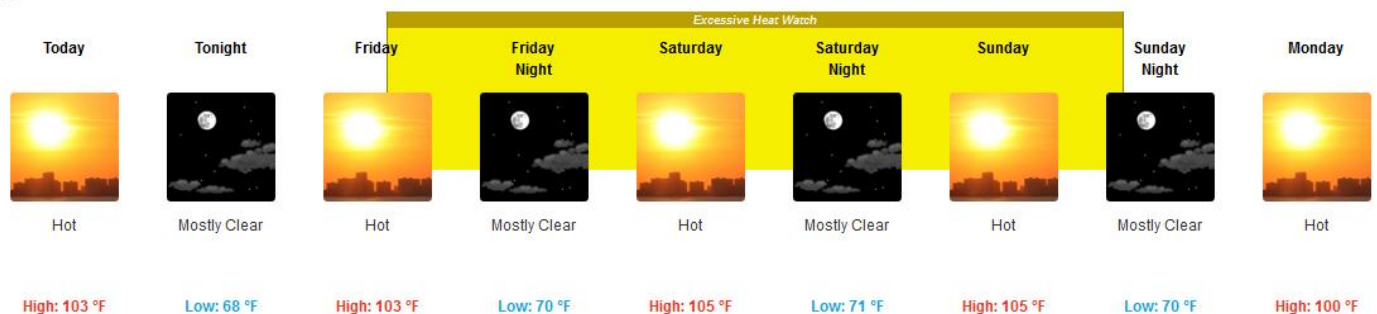 Excessive Heat Watch
Today
Tonight
Friday
Friday
Night
Saturday
Saturday
Night
Sunday
Sunday
Night
Monday
Hot
Mostly Clear
Hot
Mostly Clear
Hot
Mostly Clear
Hot
Mostly Clear
Hot
High: 103 °F
Low: 68 °F
High: 103 °F
Low: 70 °F
High: 105 °F
Low: 71 °F
High: 105 °F
Low: 70 °F
High: 100 °F